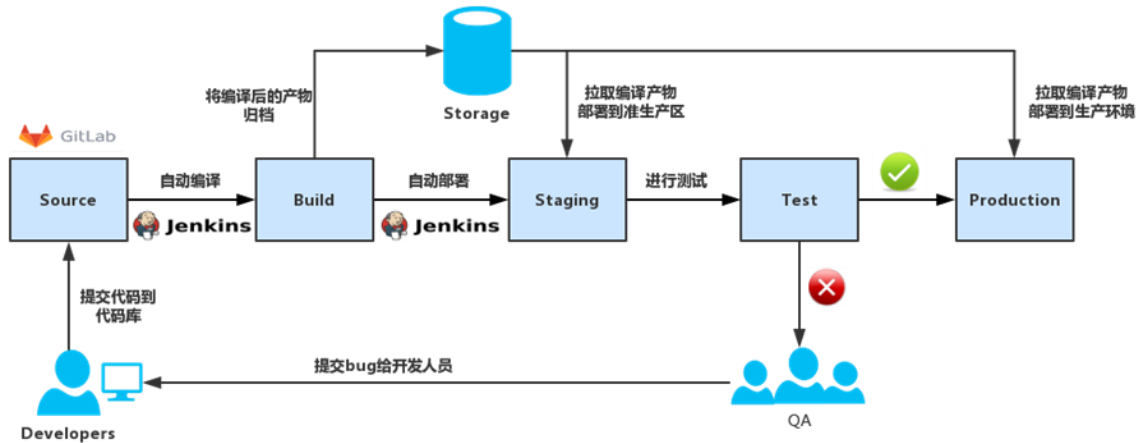 Storage
将编译后的产物
归档
拉取编译产物
部署到准生产区
拉取编译产物
部署到生产环境
GitLab
Source
自动编译
Jenkins
Build
自动部署
Jenkins
Staging
进行测试
Test
Production
提交代码到
代码库
提交bug给开发人员
Developers
QA